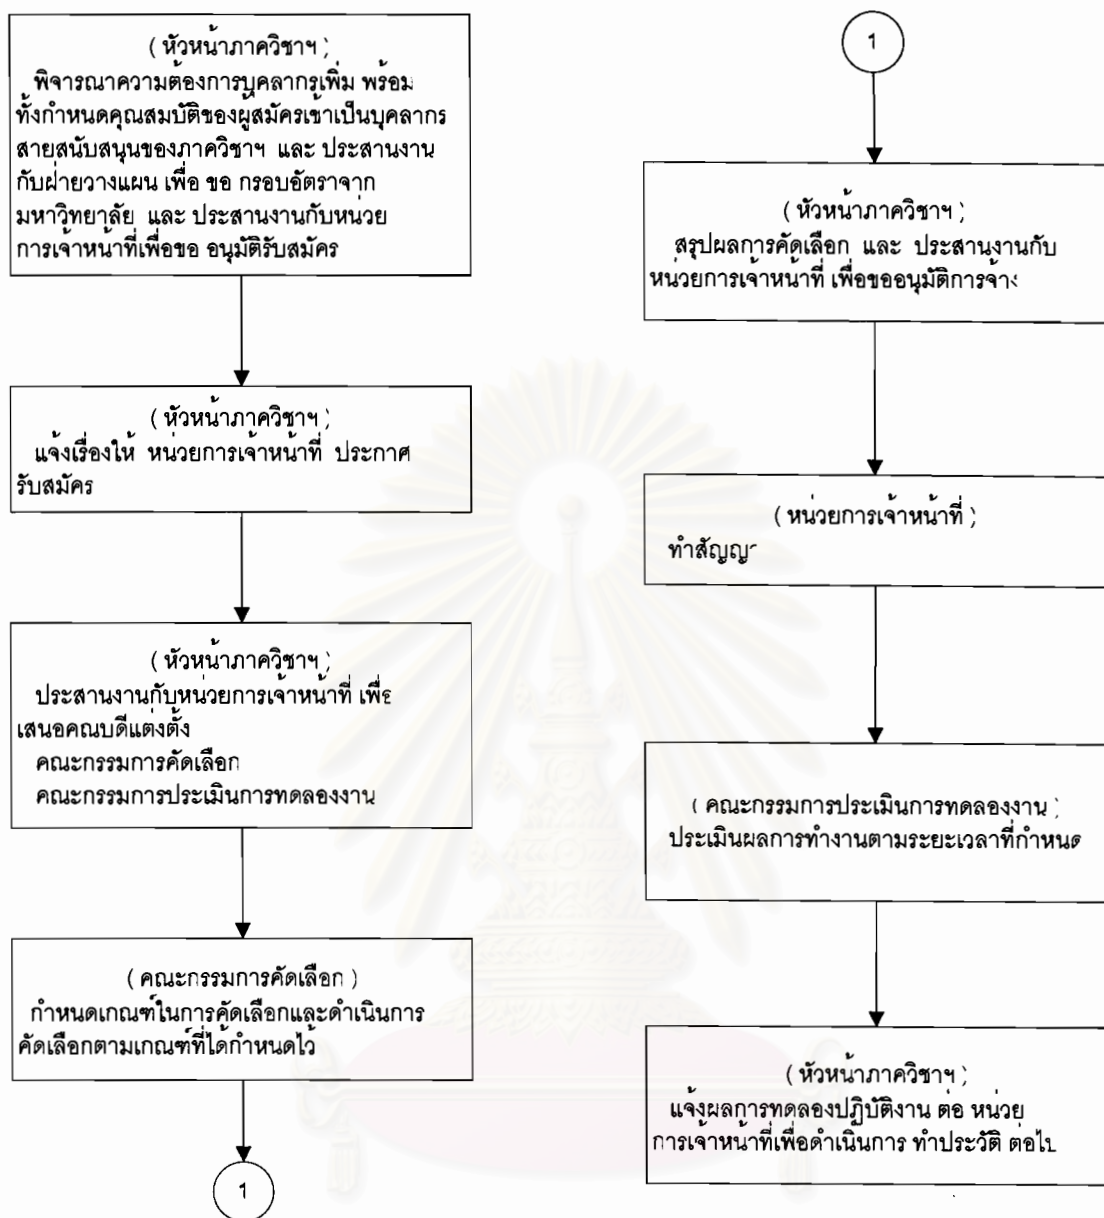 ( หัวหน้าภาควิชาฯ )
พิจารณาความต้องการบุคลากรเพิ่ม พร้อม
ทั้งกำหนดคุณสมบัติของผู้สมัครเข้าเป็นบุคลากร
สายสนับสนุนของภาควิชาฯ และ ประสานงาน
กับฝ่ายวางแผน เพื่อ ขอ กรอบอัตราจาก
มหาวิทยาลัย และ ประสานงานกับหน่วย
การเจ้าหน้าที่เพื่อขอ อนุมัติรับสมัคร
( หัวหน้าภาควิชาฯ )
แจ้งเรื่องให้ หน่วยการเจ้าหน้าที่ ประกาศ
รับสมัคร
( หัวหน้าภาควิชาฯ )
ประสานงานกับหน่วยการเจ้าหน้าที่ เพื่อ
เสนอคณบดีแต่งตั้ง
คณะกรรมการคัดเลือก
คณะกรรมการประเมินการทดลองงาน
( คณะกรรมการคัดเลือก )
กำหนดเกณฑ์ในการคัดเลือกและดำเนินการ
คัดเลือกตามเกณฑ์ที่ได้กำหนดไว้
1
1
( หัวหน้าภาควิชาฯ )
สรุปผลการคัดเลือก และ ประสานงานกับ
หน่วยการเจ้าหน้าที่ เพื่อขออนุมัติการจ้าง
( หน่วยการเจ้าหน้าที่ )
ทำสัญญา
( คณะกรรมการประเมินการทดลองงาน )
ประเมินผลการทำงานตามระยะเวลาที่กำหนด
( หัวหน้าภาควิชาฯ )
แจ้งผลการทดลองปฏิบัติงาน ต่อ หน่วย
การเจ้าหน้าที่เพื่อดำเนินการ ทำประวัติ ต่อไป